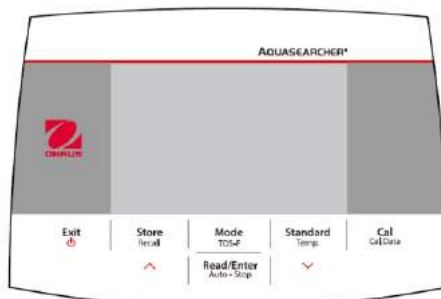 AQUASEARCHER
OHAUS
Exit
Store
Recall
Mode
TDS-F
Standard
Temp.
Cal
Cal.Data
Read/Enter
Auto - Stop